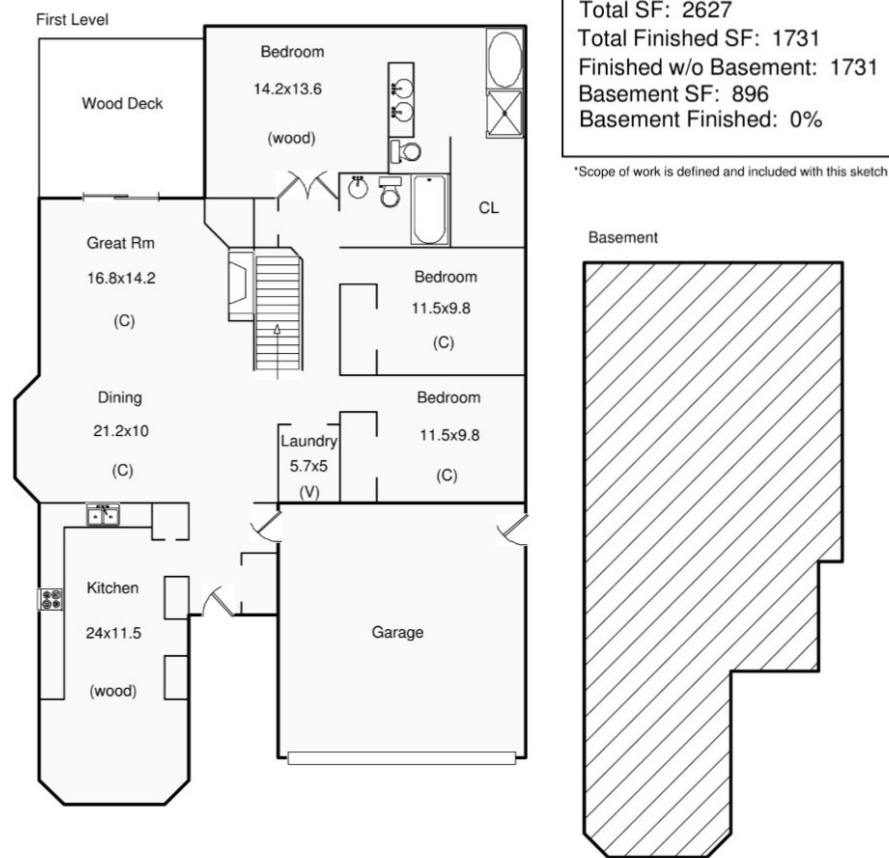 First Level
Wood Deck
Bedroom
14.2x13.6
(wood)
CL
Great Rm
16.8x14.2
(C)
Bedroom
11.5x9.8
(C)
Dining
21.2x10
(C)
Laundry
5.7x5
(V)
Bedroom
11.5x9.8
(C)
Kitchen
24x11.5
(wood)
Garage
Total SF: 2627
Total Finished SF: 1731
Finished w/o Basement: 1731
Basement SF: 896
Basement Finished: 0%
*Scope of work is defined and included with this sketch
Basement